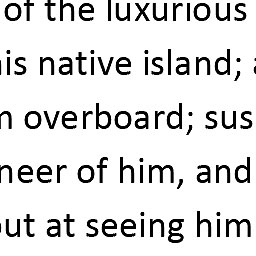 of the luxurious
his native island;
overboard; sus
neer of him, and
out at seeing him